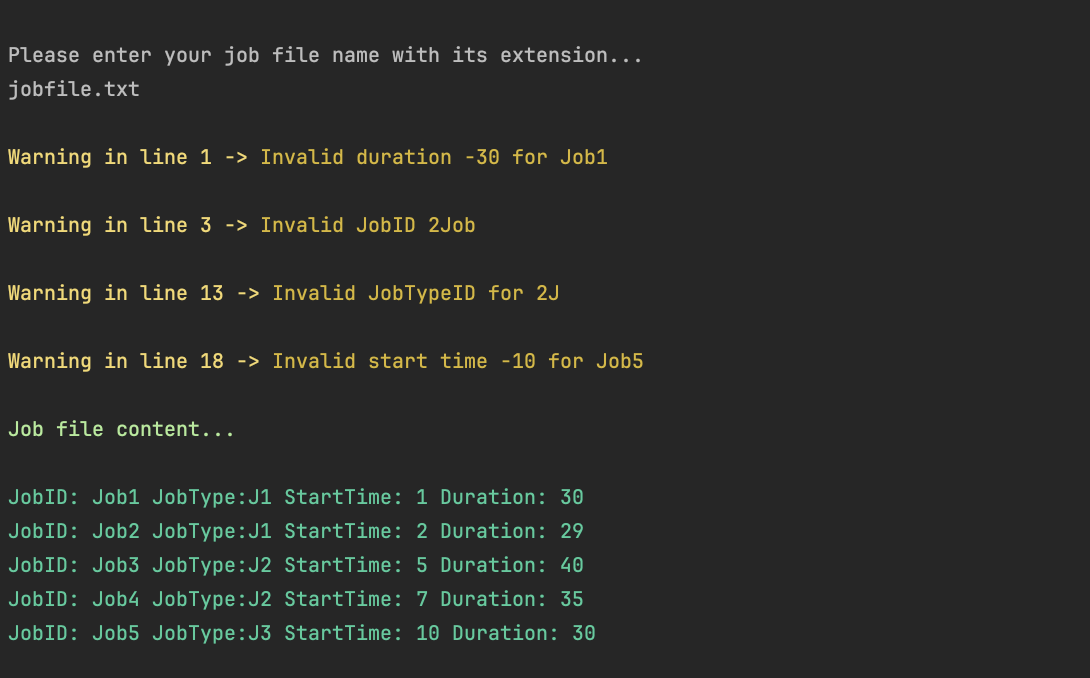 Please enter your job file name with its extension...
jobfile.txt
Warning in line 1 -> Invalid duration -30 for Job1
Warning in line 3 -> Invalid JobID 2Job
Warning in line 13 -> Invalid JobTypeID for 2J
Warning in line 18 -> Invalid start time -10 for Job5
Job file content...
JobID: Job1 JobType:J1 StartTime: 1 Duration: 30
JobID: Job2 JobType:J1 StartTime: 2 Duration: 29
JobID: Job3 JobType:J2 StartTime: 5 Duration: 40
JobID: Job4 JobType:J2 StartTime: 7 Duration: 35
JobID: Job5 JobType:J3 StartTime: 10 Duration: 30